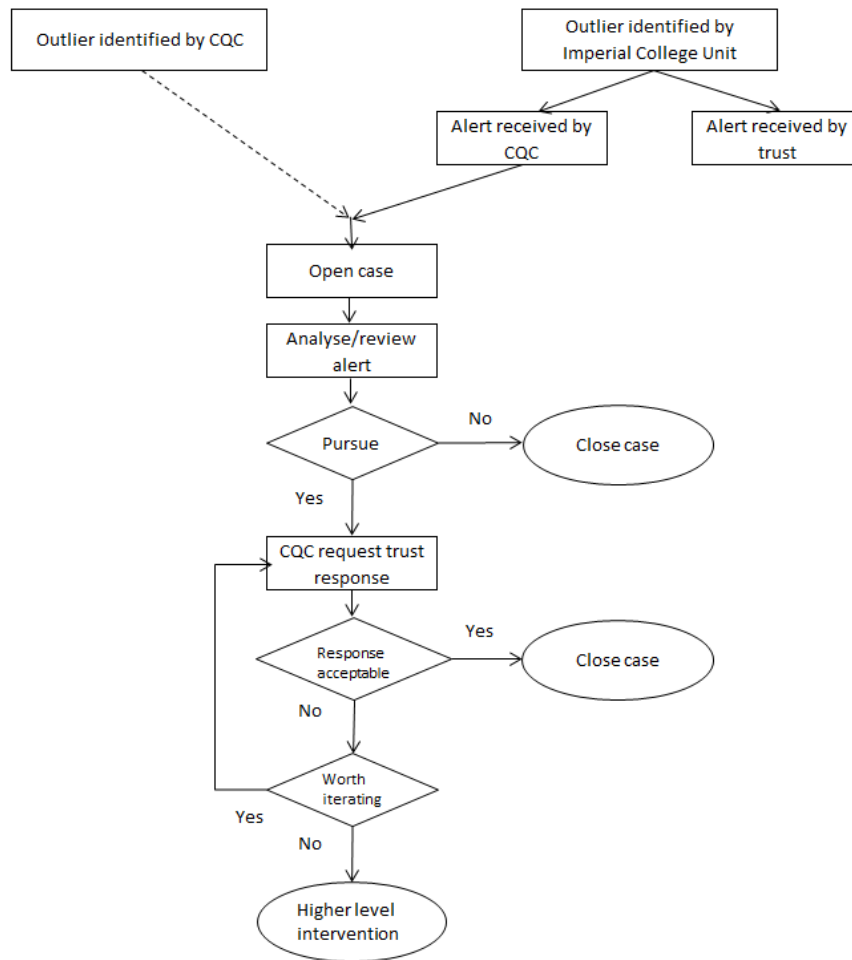 Outlier identified by CQC
Outlier identified by
Imperial College Unit
Alert received by
CQC
Alert received by
trust
Open case
Analyse/review
alert
Pursue
No
Close case
Yes
CQC request trust
response
Response
acceptable
Yes
Close case
No
Worth
iterating
Yes
No
Higher level
intervention